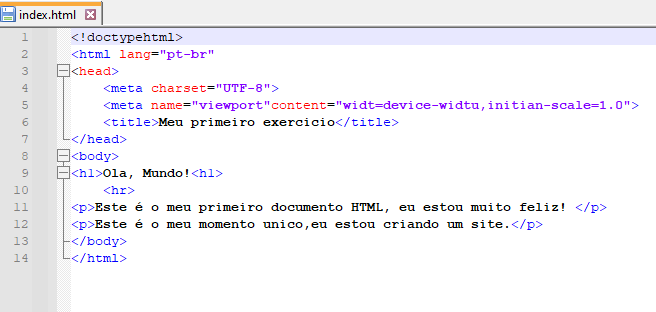 index.html
1 <!doctypehtml>
2 <html lang="pt-br"
3 <head>
4 <meta charset="UTF-8">
5 <meta name="viewport"content="widt=device-widtu,initian-scale=1.0">
6 <title>Meu primeiro exercicio</title>
7 </head>
8 <body>
9 <h1>Ola, Mundo!<h1>
10 <hr>
11 <p>Este é o meu primeiro documento HTML, eu estou muito feliz! </p>
12 <p>Este é o meu momento unico,eu estou criando um site.</p>
13 </body>
14 </html>